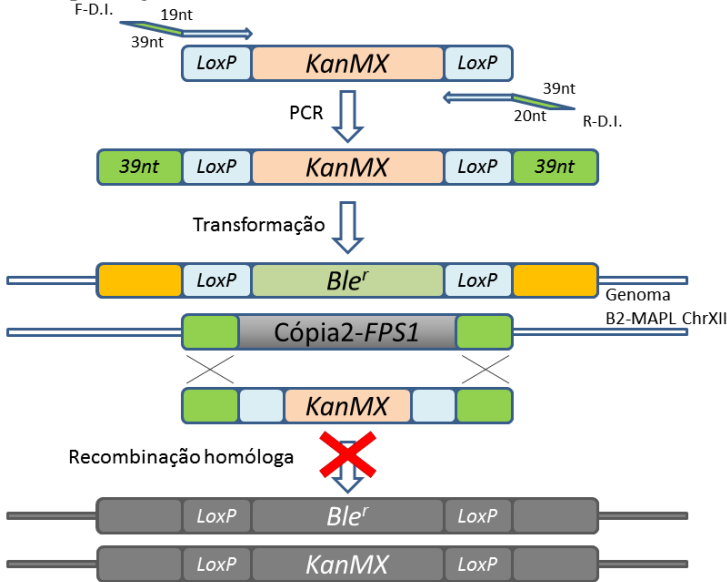 19nt
F-D.I.
39nt
LoxP KanMX LoxP
39nt
20nt
R-D.I.
PCR
39nt LoxP KanMX LoxP 39nt
Transformação
LoxP Bleʳ LoxP
Genoma
B2-MAPL ChrXII
Cópia2-FPS1
KanMX
Recombinação homóloga
LoxP Bleʳ LoxP
LoxP KanMX LoxP